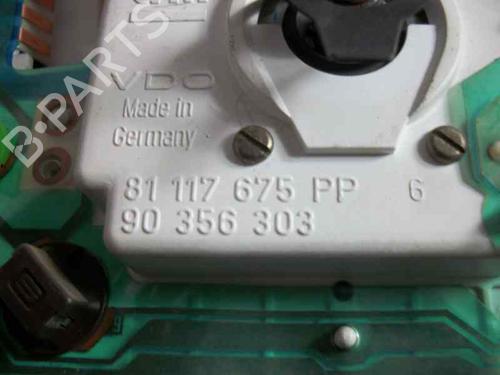 VDO
Made in
Germany
81 117 675 PP 6
90 356 303
B-PARTS